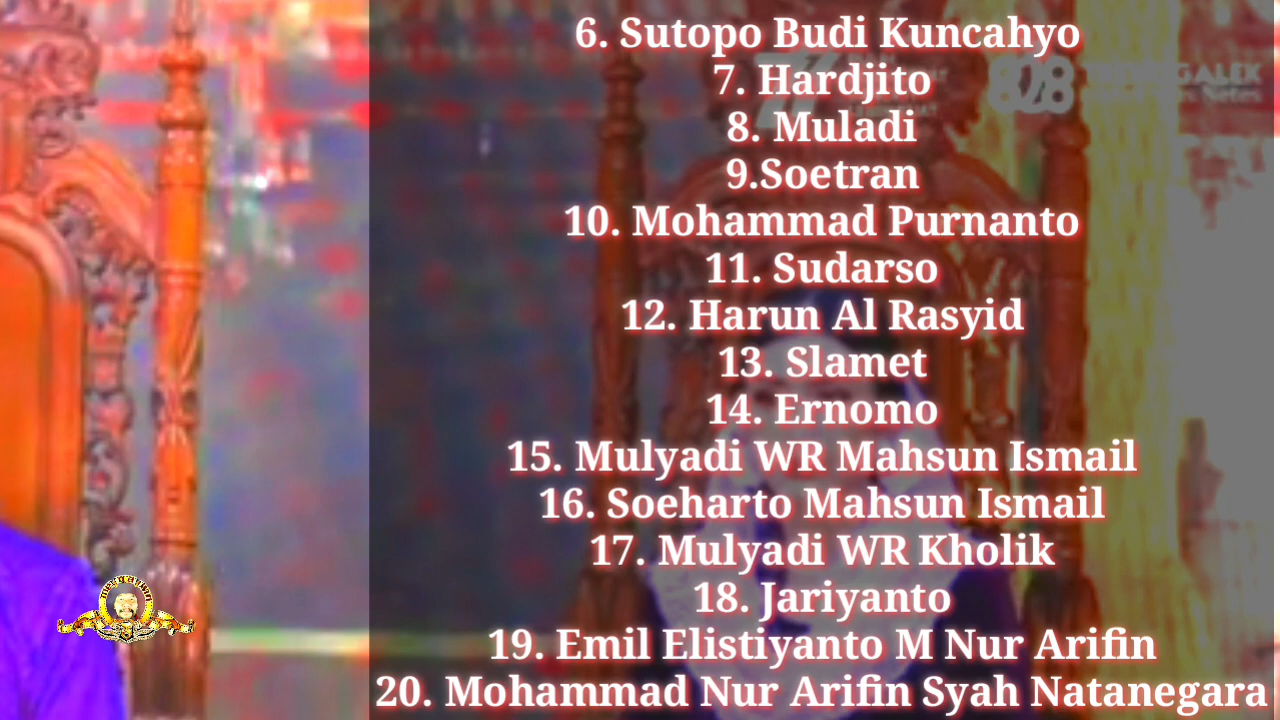 6. Sutopo Budi Kuncahyo
7. Hardjito
8. Muladi
9.Soetran
10. Mohammad Purnanto
11. Sudarso
12. Harun Al Rasyid
13. Slamet
14. Ernomo
15. Mulyadi WR Mahsun Ismail
16. Soeharto Mahsun Ismail
17. Mulyadi WR Kholik
18. Jariyanto
19. Emil Elistiyanto M Nur Arifin
20. Mohammad Nur Arifin Syah Natanegara